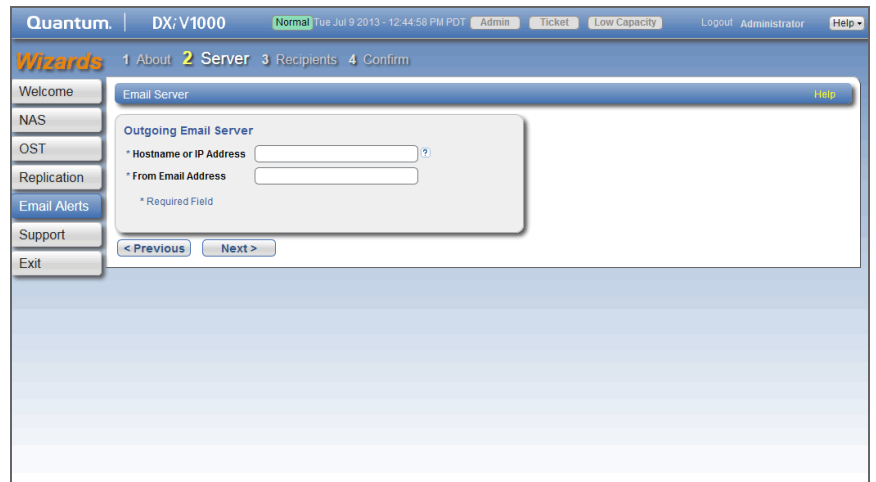 Quantum. DXi V1000 Normal Tue Jul 9 2013 - 12:44:58 PM PDT Admin Ticket Low Capacity Logout Administrator Help
Wizards 1 About 2 Server 3 Recipients 4 Confirm
Welcome
NAS
OST
Replication
Email Alerts
Support
Exit
Email Server Help
Outgoing Email Server
* Hostname or IP Address ?
* From Email Address
* Required Field
< Previous Next >